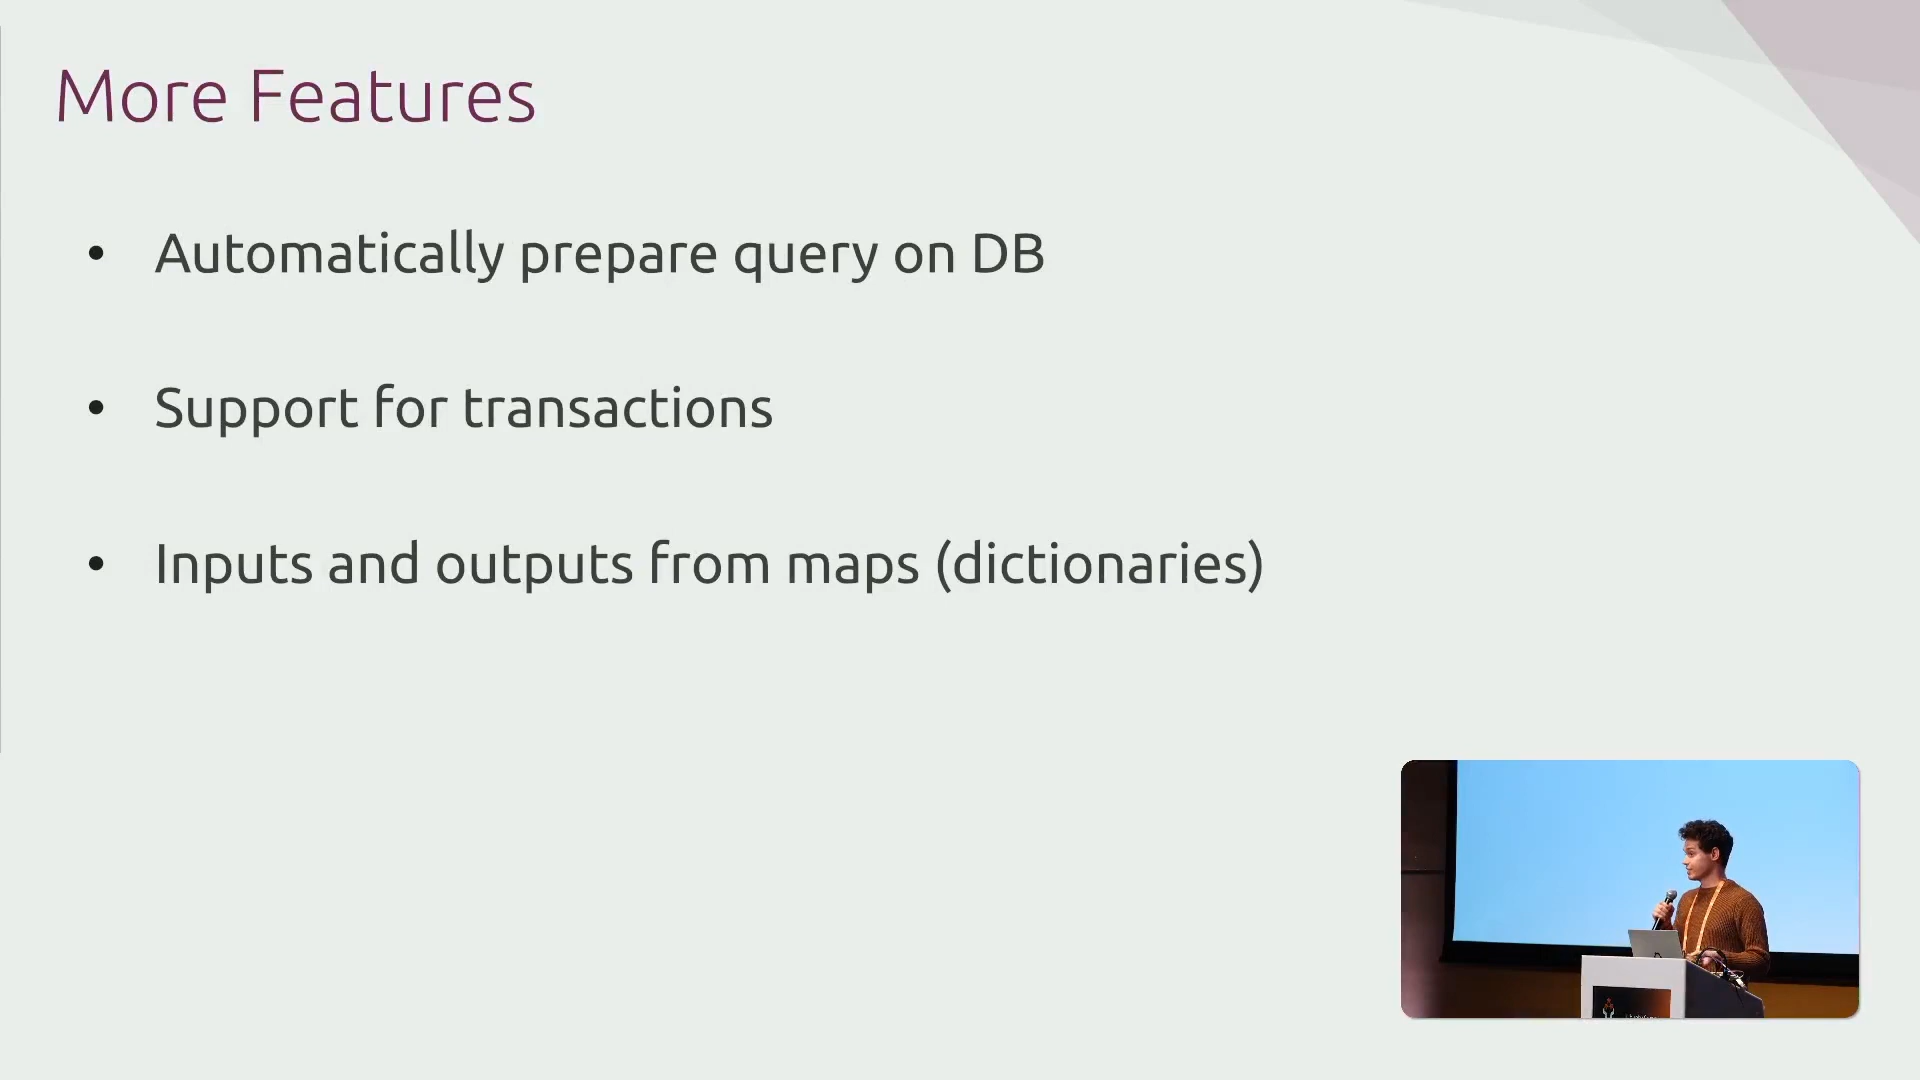 More Features
• Automatically prepare query on DB
• Support for transactions
• Inputs and outputs from maps (dictionaries)